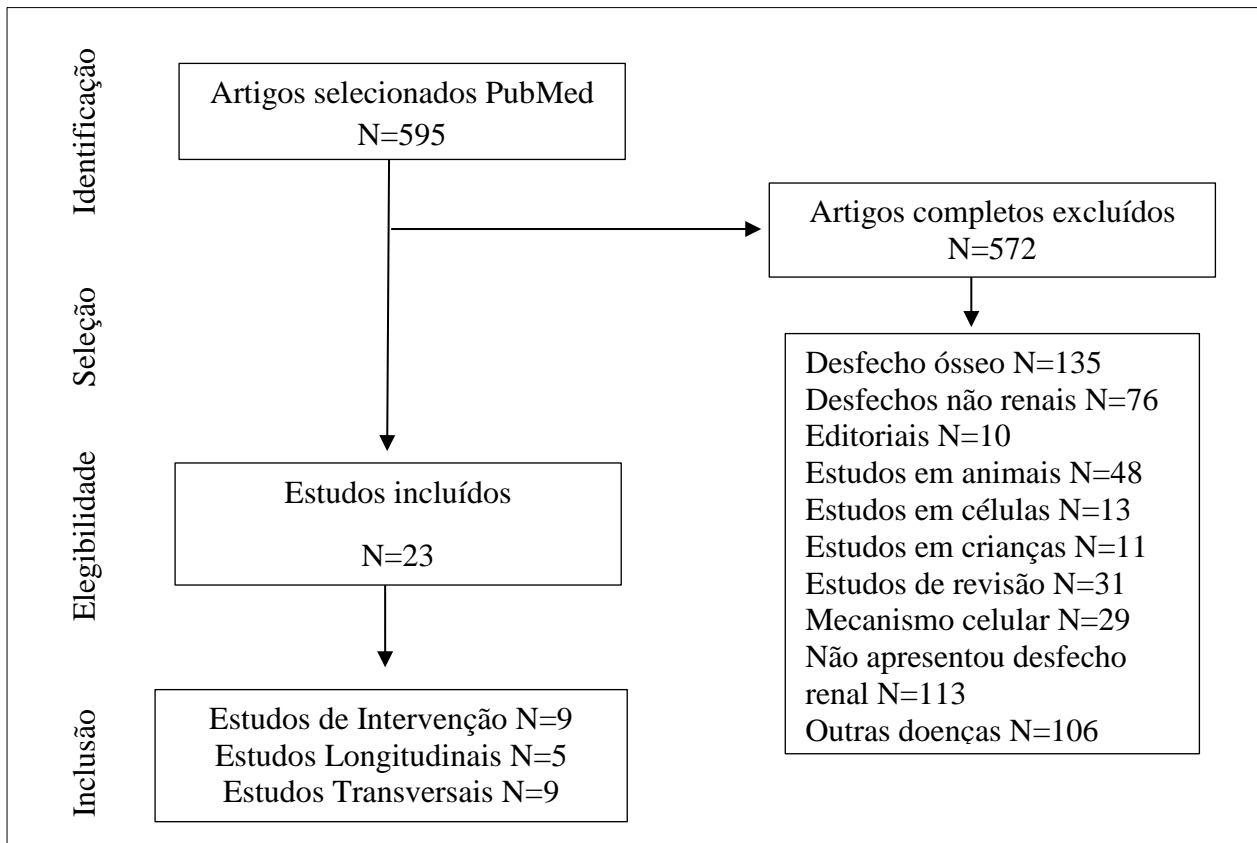 Identificação
Artigos selecionados PubMed
N=595
Artigos completos excluídos
N=572
Seleção
Desfecho ósseo N=135
Desfechos não renais N=76
Editoriais N=10
Estudos em animais N=48
Estudos em células N=13
Estudos em crianças N=11
Estudos de revisão N=31
Mecanismo celular N=29
Não apresentou desfecho
renal N=113
Outras doenças N=106
Elegibilidade
Estudos incluídos
N=23
Inclusão
Estudos de Intervenção N=9
Estudos Longitudinais N=5
Estudos Transversais N=9